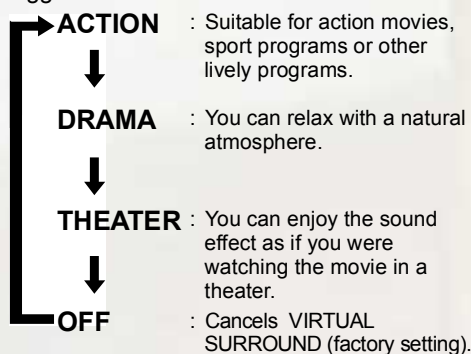 ACTION : Suitable for action movies,
sport programs or other
lively programs.
DRAMA : You can relax with a natural
atmosphere.
THEATER : You can enjoy the sound
effect as if you were
watching the movie in a
theater.
OFF : Cancels VIRTUAL
SURROUND (factory setting).